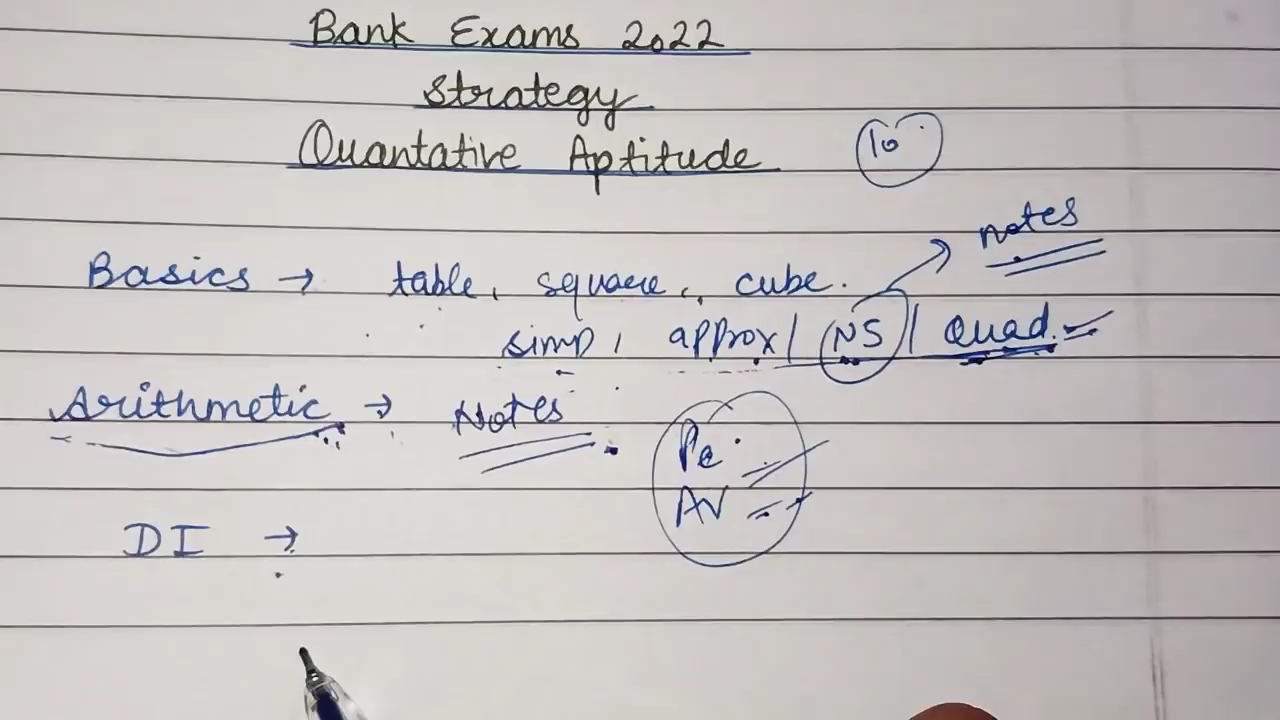 Bank Exams 2022
Strategy
Quantative Aptitude 10
notes
Basics → table, square, cube.
simp, approx / NS / Quad.
Arithmetic → Notes
Pe
AV
DI →